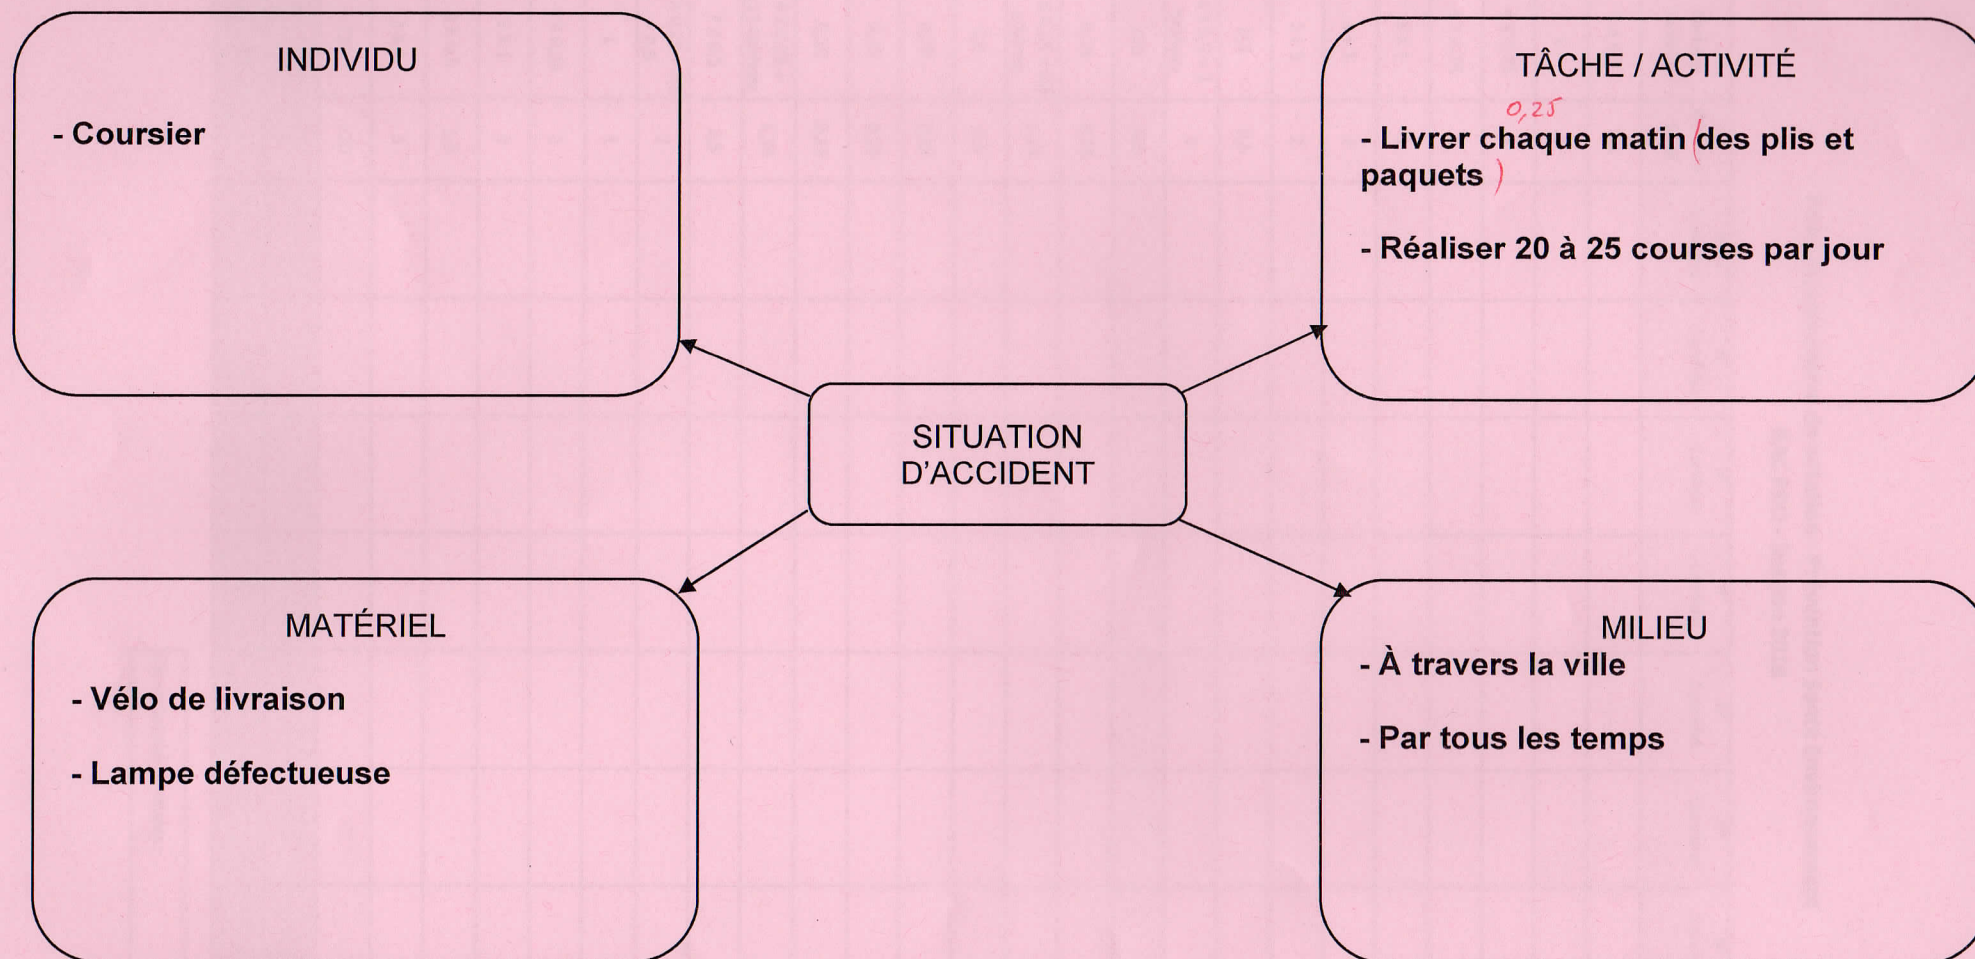 INDIVIDU
- Coursier
TÂCHE / ACTIVITÉ
0,25
- Livrer chaque matin (des plis et
paquets )
- Réaliser 20 à 25 courses par jour
SITUATION
D'ACCIDENT
MATÉRIEL
- Vélo de livraison
- Lampe défectueuse
MILIEU
- À travers la ville
- Par tous les temps